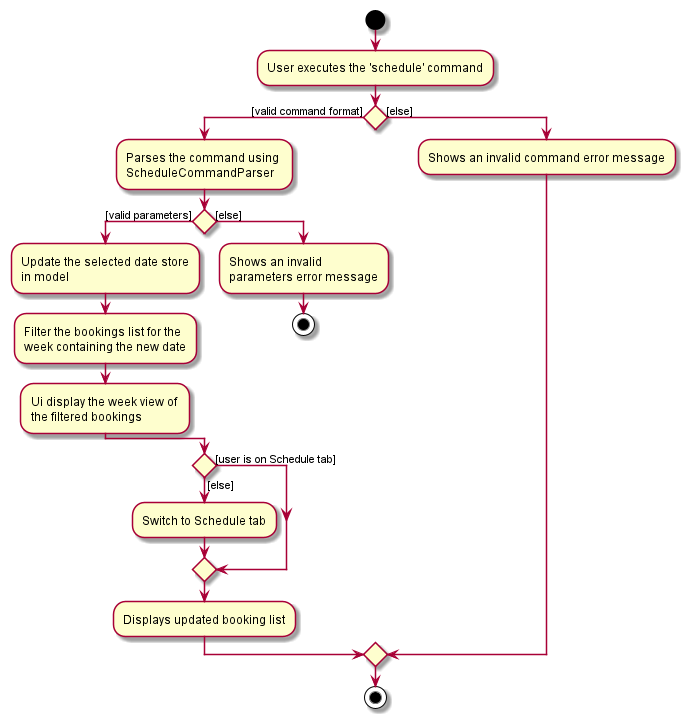 User executes the 'schedule' command
[valid command format]
[else]
Parses the command using
ScheduleCommandParser
Shows an invalid command error message
[valid parameters]
[else]
Update the selected date store
in model
Shows an invalid
parameters error message
Filter the bookings list for the
week containing the new date
Ui display the week view of
the filtered bookings
[user is on Schedule tab]
[else]
Switch to Schedule tab
Displays updated booking list